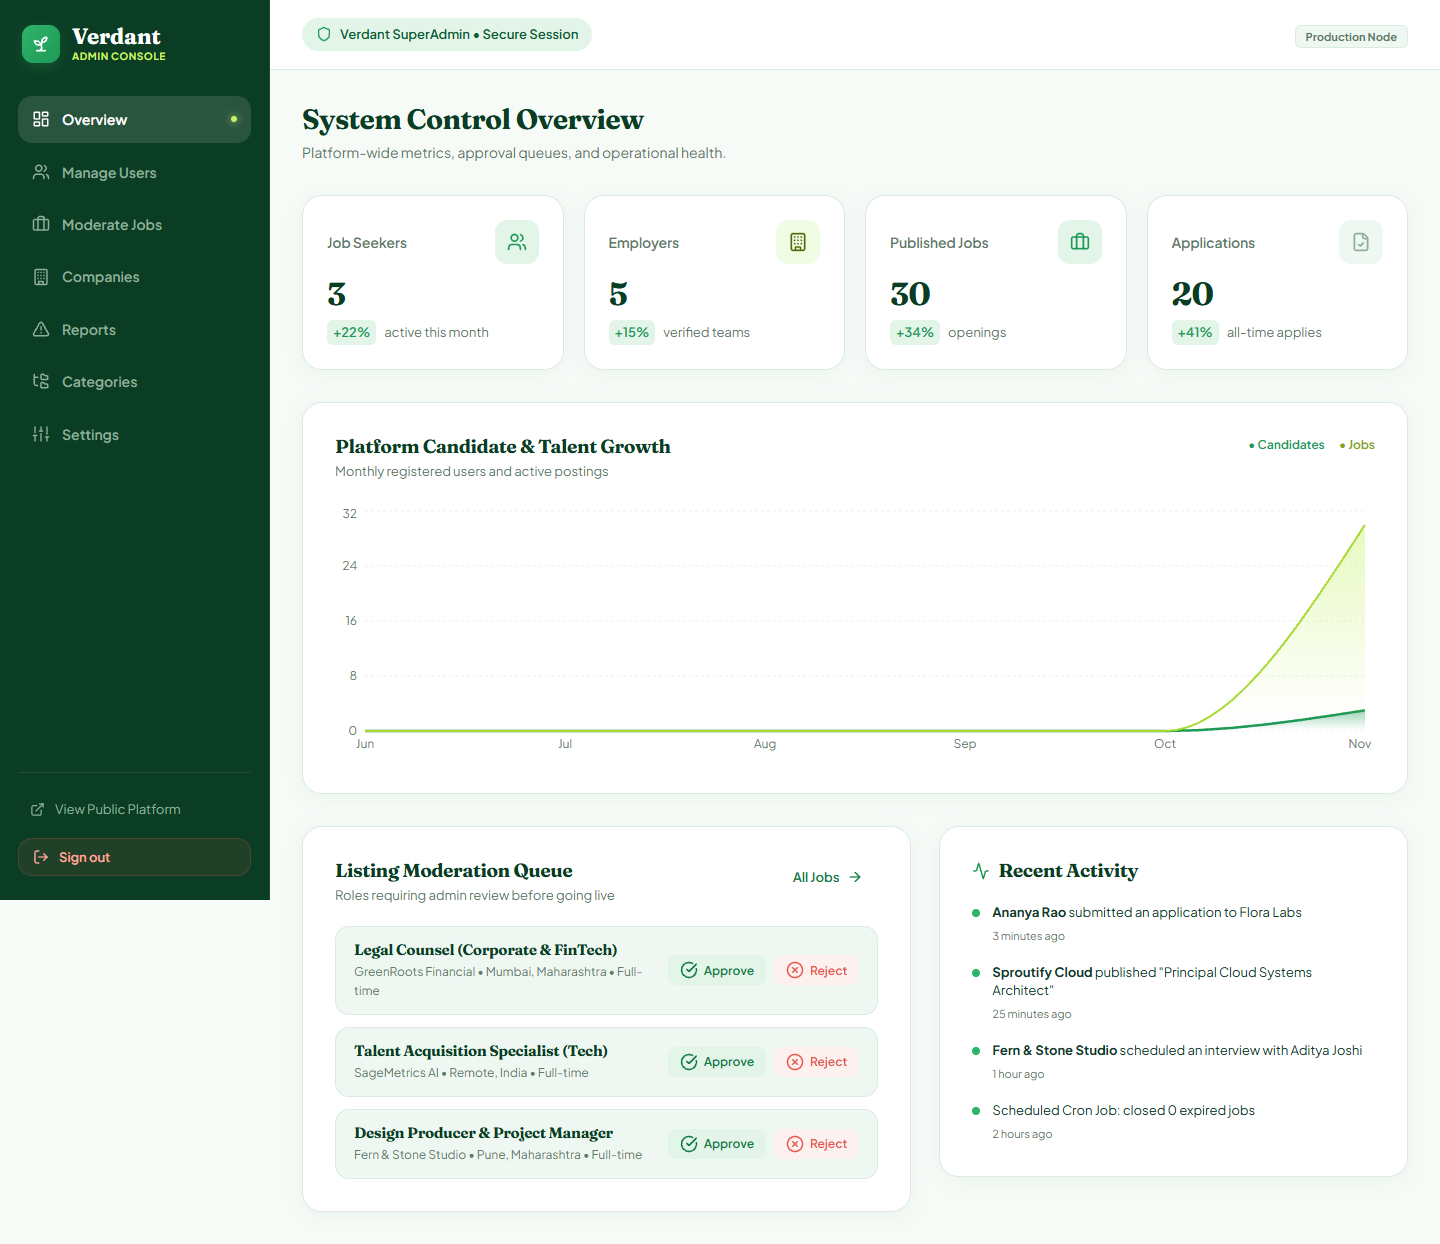 Verdant
ADMIN CONSOLE
Overview
Manage Users
Moderate Jobs
Companies
Reports
Categories
Settings
View Public Platform
Sign out
Verdant SuperAdmin • Secure Session
Production Node
System Control Overview
Platform-wide metrics, approval queues, and operational health.
Job Seekers
3
+22% active this month
Employers
5
+15% verified teams
Published Jobs
30
+34% openings
Applications
20
+41% all-time applies
Platform Candidate & Talent Growth
Monthly registered users and active postings
• Candidates • Jobs
32
24
16
8
0
Jun Jul Aug Sep Oct Nov
Listing Moderation Queue
Roles requiring admin review before going live
All Jobs →
Legal Counsel (Corporate & FinTech)
GreenRoots Financial • Mumbai, Maharashtra • Full-
time
Approve Reject
Talent Acquisition Specialist (Tech)
SageMetrics AI • Remote, India • Full-time
Approve Reject
Design Producer & Project Manager
Fern & Stone Studio • Pune, Maharashtra • Full-time
Approve Reject
Recent Activity
Ananya Rao submitted an application to Flora Labs
3 minutes ago
Sproutify Cloud published "Principal Cloud Systems
Architect"
25 minutes ago
Fern & Stone Studio scheduled an interview with Aditya Joshi
1 hour ago
Scheduled Cron Job: closed 0 expired jobs
2 hours ago